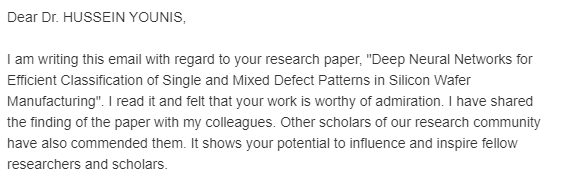 Dear Dr. HUSSEIN YOUNIS,
I am writing this email with regard to your research paper, "Deep Neural Networks for
Efficient Classification of Single and Mixed Defect Patterns in Silicon Wafer
Manufacturing". I read it and felt that your work is worthy of admiration. I have shared
the finding of the paper with my colleagues. Other scholars of our research community
have also commended them. It shows your potential to influence and inspire fellow
researchers and scholars.